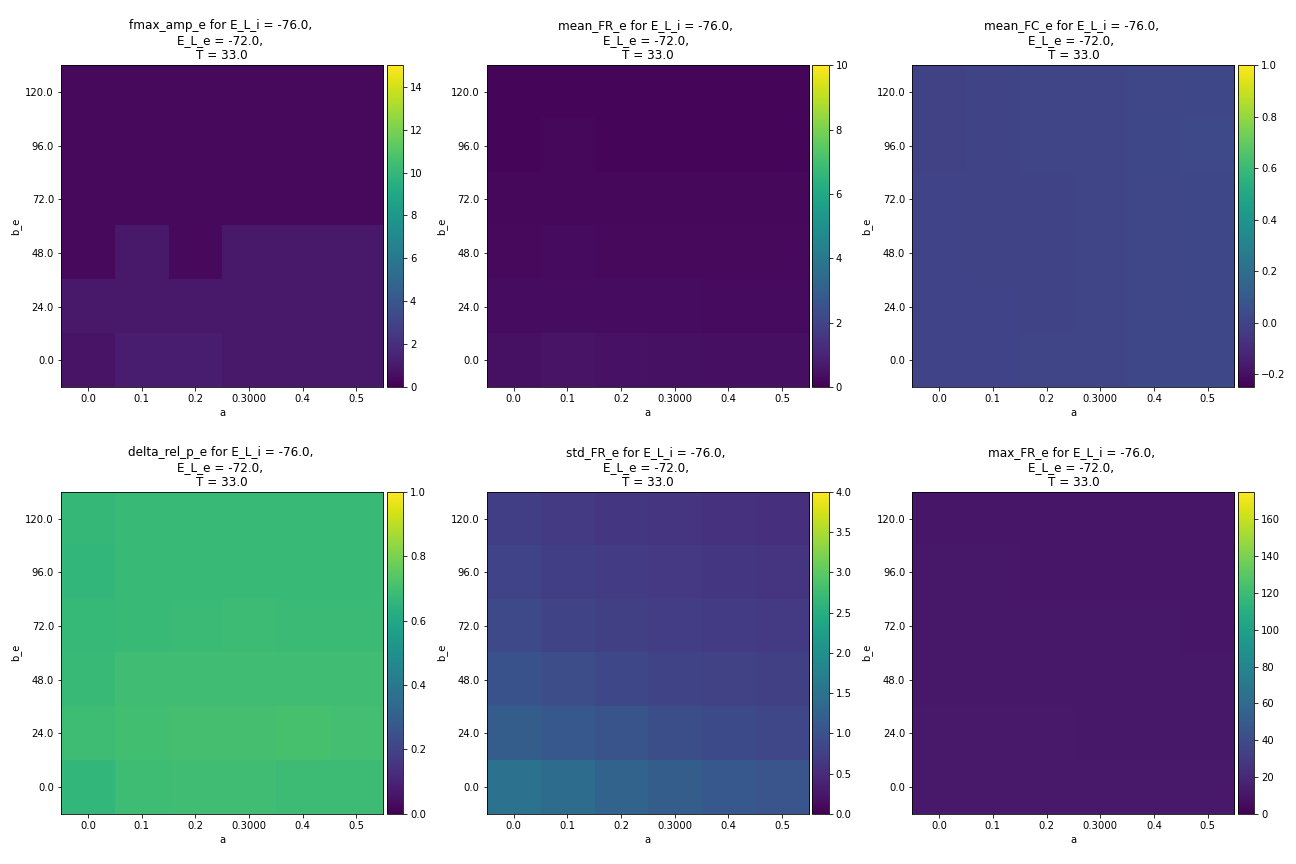 fmax_amp_e for E_L_i = -76.0,
E_L_e = -72.0,
T = 33.0
120.0
96.0
72.0
48.0
24.0
0.0
b_e
0.0 0.1 0.2 0.3000 0.4 0.5
a
14
12
10
8
6
4
2
0
mean_FR_e for E_L_i = -76.0,
E_L_e = -72.0,
T = 33.0
120.0
96.0
72.0
48.0
24.0
0.0
b_e
0.0 0.1 0.2 0.3000 0.4 0.5
a
10
8
6
4
2
0
mean_FC_e for E_L_i = -76.0,
E_L_e = -72.0,
T = 33.0
120.0
96.0
72.0
48.0
24.0
0.0
b_e
0.0 0.1 0.2 0.3000 0.4 0.5
a
1.0
0.8
0.6
0.4
0.2
0.0
−0.2
delta_rel_p_e for E_L_i = -76.0,
E_L_e = -72.0,
T = 33.0
120.0
96.0
72.0
48.0
24.0
0.0
b_e
0.0 0.1 0.2 0.3000 0.4 0.5
a
1.0
0.8
0.6
0.4
0.2
0.0
std_FR_e for E_L_i = -76.0,
E_L_e = -72.0,
T = 33.0
120.0
96.0
72.0
48.0
24.0
0.0
b_e
0.0 0.1 0.2 0.3000 0.4 0.5
a
4.0
3.5
3.0
2.5
2.0
1.5
1.0
0.5
0.0
max_FR_e for E_L_i = -76.0,
E_L_e = -72.0,
T = 33.0
120.0
96.0
72.0
48.0
24.0
0.0
b_e
0.0 0.1 0.2 0.3000 0.4 0.5
a
160
140
120
100
80
60
40
20
0